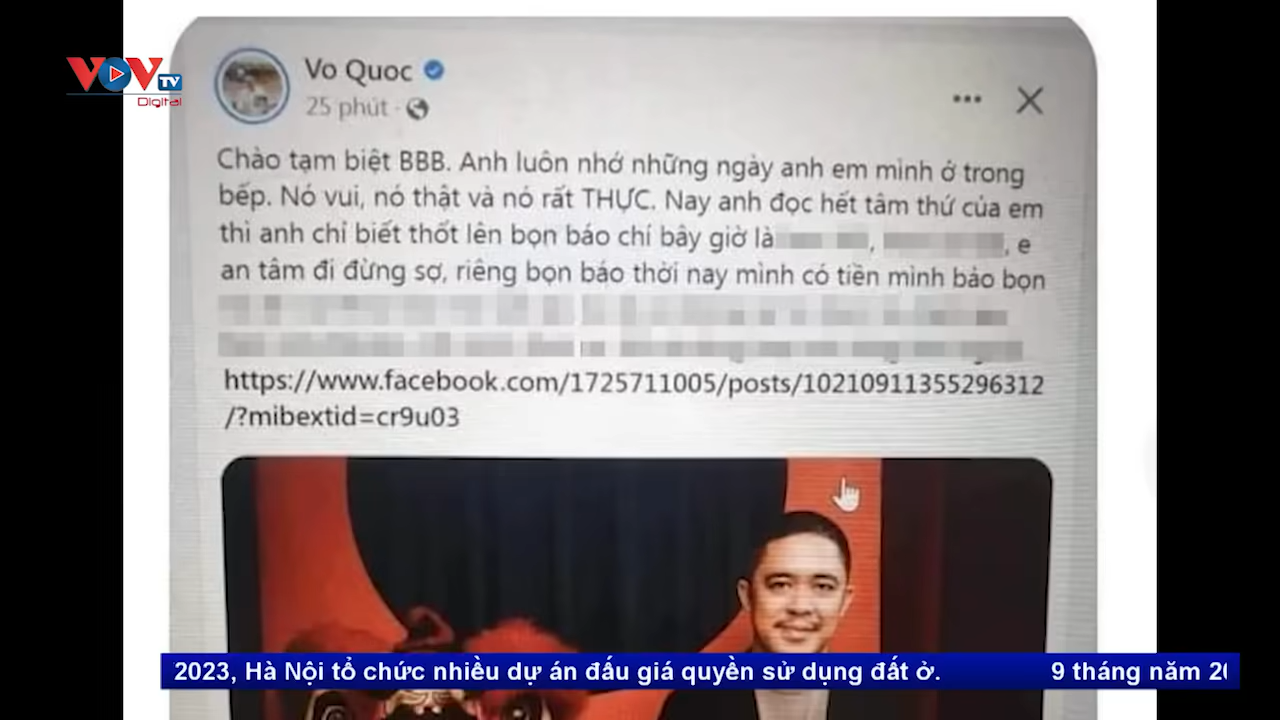 VOV TV
Digital
Vo Quoc
25 phút ·
Chào tạm biệt BBB. Anh luôn nhớ những ngày anh em mình ở trong
bếp. Nó vui, nó thật và nó rất THỰC. Nay anh đọc hết tâm thứ của em
thì anh chỉ biết thốt lên bọn báo chí bây giờ là , , e
an tâm đi đừng sợ, riêng bọn báo thời nay mình có tiền mình bảo bọn
https://www.facebook.com/1725711005/posts/10210911355296312
/?mibextid=cr9u03
2023, Hà Nội tổ chức nhiều dự án đấu giá quyền sử dụng đất ở. 9 tháng năm 20